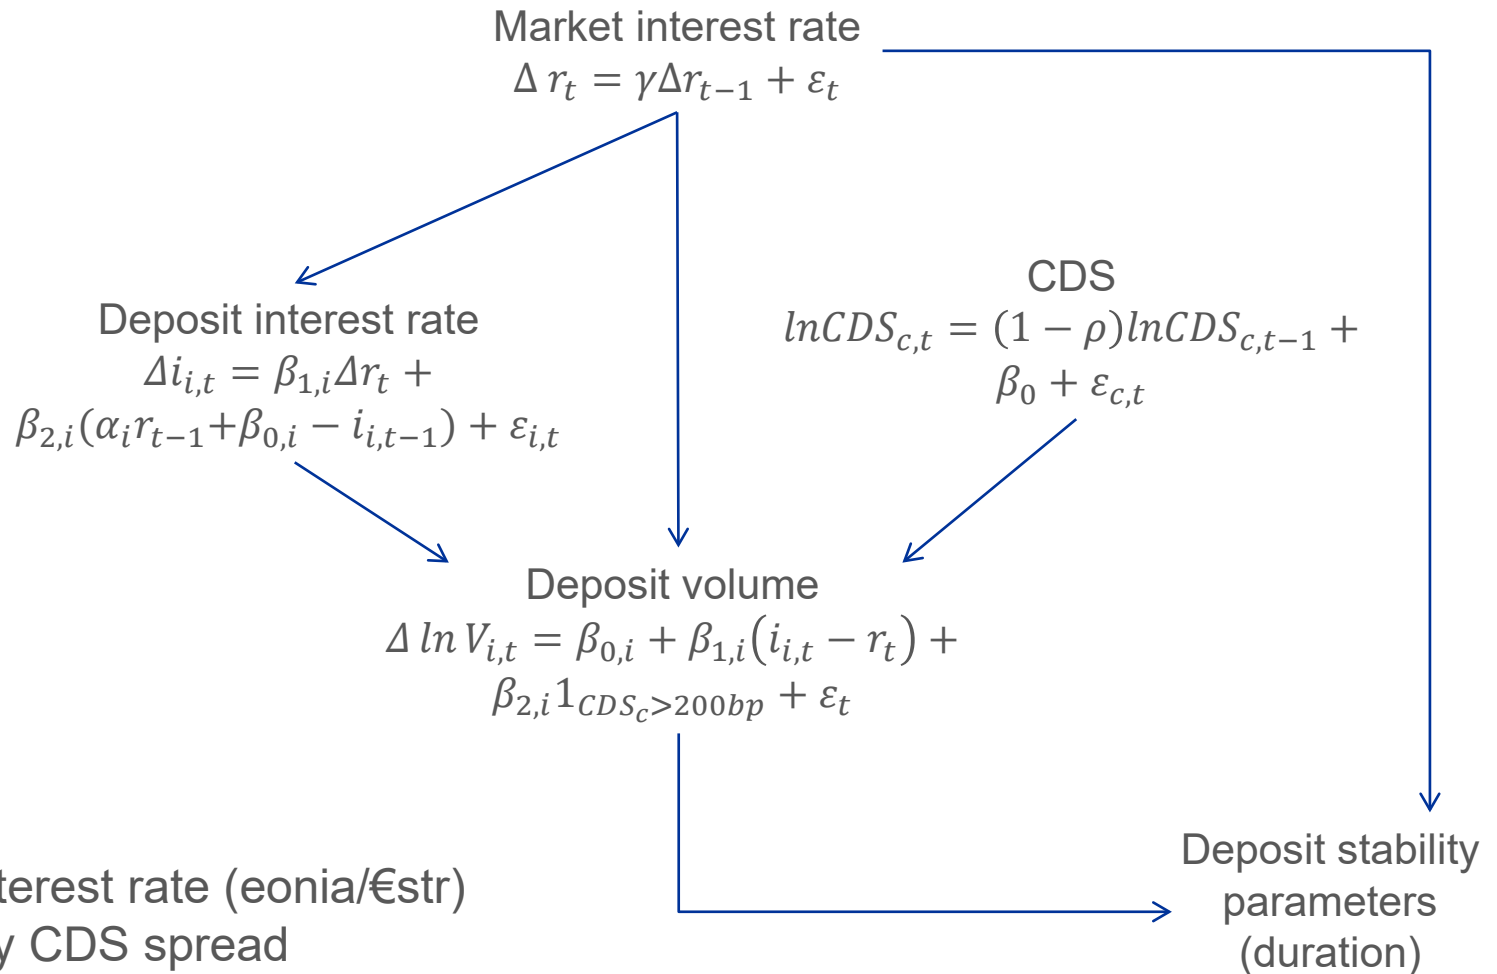 Market interest rate
Δ r_t = γΔr_{t−1} + ε_t
CDS
lnCDS_{c,t} = (1 − ρ)lnCDS_{c,t−1} +
β_0 + ε_{c,t}
Deposit interest rate
Δi_{i,t} = β_{1,i}Δr_t +
β_{2,i}(α_i r_{t−1}+β_{0,i} − i_{i,t−1}) + ε_{i,t}
Deposit volume
Δ ln V_{i,t} = β_{0,i} + β_{1,i}(i_{i,t} − r_t) +
β_{2,i}1_{CDS_c>200bp} + ε_t
Deposit stability
parameters
(duration)
terest rate (eonia/€str)
y CDS spread